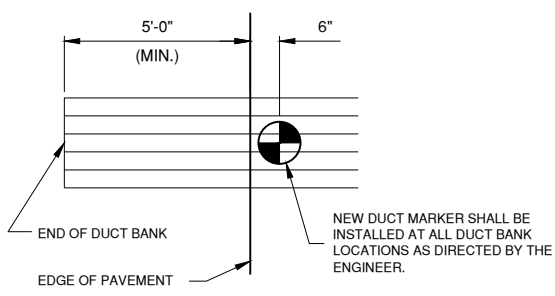 5'-0"
6"
(MIN.)
END OF DUCT BANK
EDGE OF PAVEMENT
NEW DUCT MARKER SHALL BE
INSTALLED AT ALL DUCT BANK
LOCATIONS AS DIRECTED BY THE
ENGINEER.